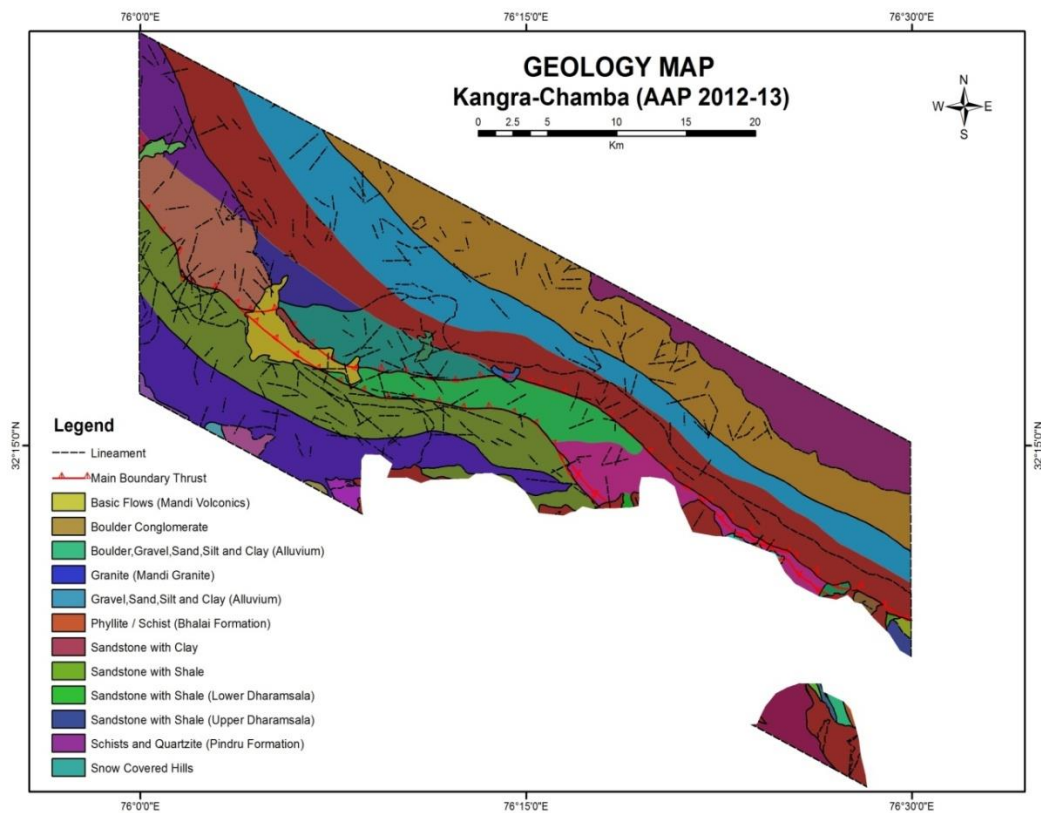 76°0'0"E
76°15'0"E
76°30'0"E
GEOLOGY MAP
Kangra-Chamba (AAP 2012-13)
0 2.5 5 10 15 20
Km
N
W E
S
32°15'0"N
32°15'0"N
Legend
Lineament
Main Boundary Thrust
Basic Flows (Mandi Volconics)
Boulder Conglomerate
Boulder,Gravel,Sand,Silt and Clay (Alluvium)
Granite (Mandi Granite)
Gravel,Sand,Silt and Clay (Alluvium)
Phyllite / Schist (Bhalai Formation)
Sandstone with Clay
Sandstone with Shale
Sandstone with Shale (Lower Dharamsala)
Sandstone with Shale (Upper Dharamsala)
Schists and Quartzite (Pindru Formation)
Snow Covered Hills
76°0'0"E
76°15'0"E
76°30'0"E